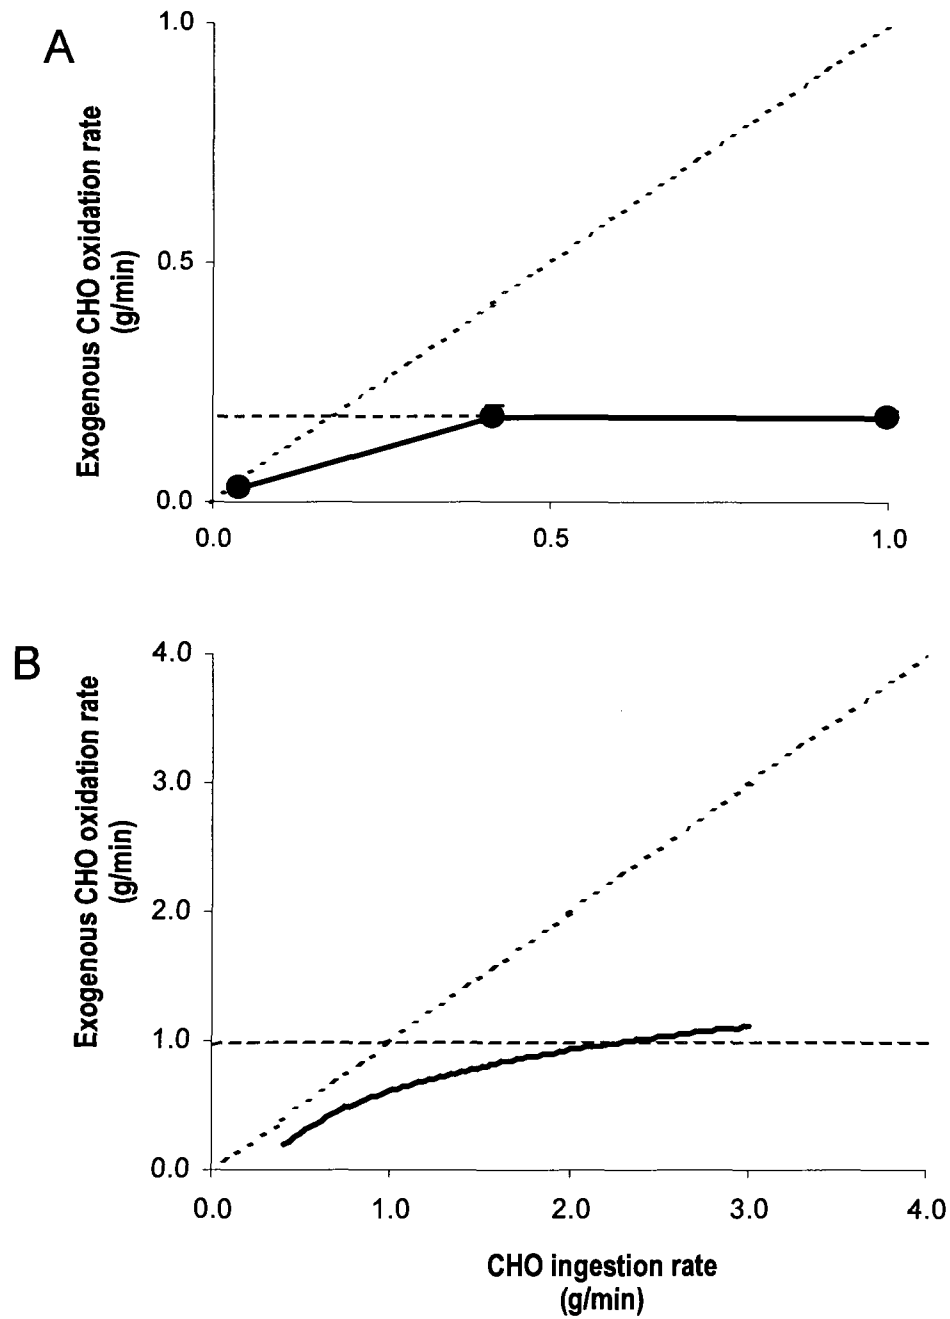 A
Exogenous CHO oxidation rate
(g/min)
1.0
0.5
0.0
0.0 0.5 1.0
B
Exogenous CHO oxidation rate
(g/min)
4.0
3.0
2.0
1.0
0.0
0.0 1.0 2.0 3.0 4.0
CHO ingestion rate
(g/min)